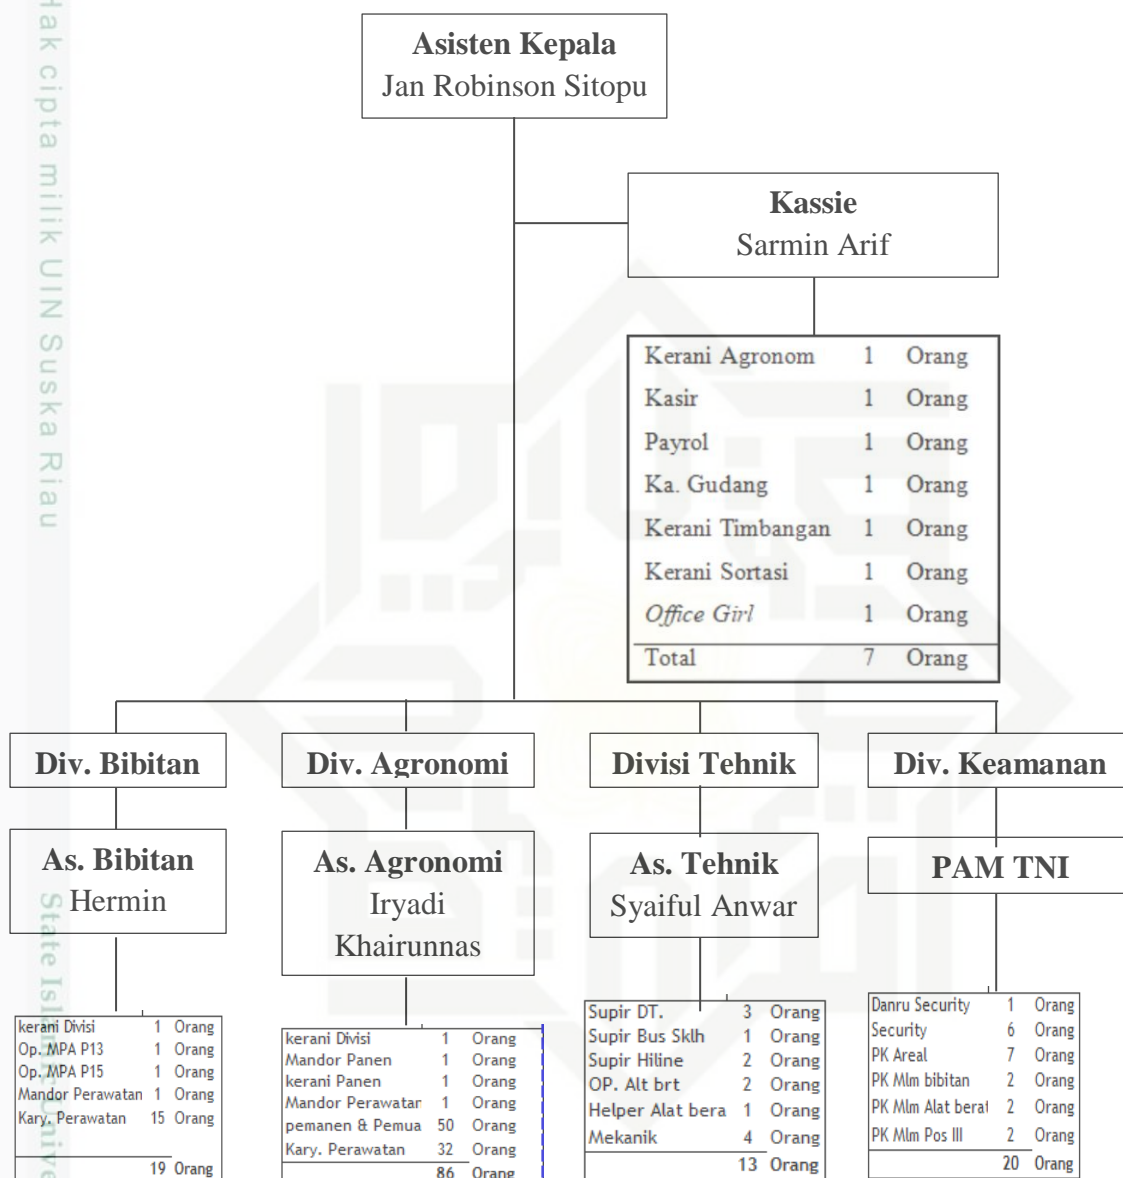 Hak cipta milik UIN Suska Riau
Asisten Kepala
Jan Robinson Sitopu
Kassie
Sarmin Arif
Kerani Agronom 1 Orang
Kasir 1 Orang
Payrol 1 Orang
Ka. Gudang 1 Orang
Kerani Timbangan 1 Orang
Kerani Sortasi 1 Orang
Office Girl 1 Orang
Total 7 Orang
Div. Bibitan
As. Bibitan
Hermin
kerani Divisi 1 Orang
Op. MPA P13 1 Orang
Op. MPA P15 1 Orang
Mandor Perawatan 1 Orang
Kary. Perawatan 15 Orang
19 Orang
Div. Agronomi
As. Agronomi
Iryadi
Khairunnas
kerani Divisi 1 Orang
Mandor Panen 1 Orang
kerani Panen 1 Orang
Mandor Perawatan 1 Orang
pemanen & Pemua 50 Orang
Kary. Perawatan 32 Orang
86 Orang
Divisi Tehnik
As. Tehnik
Syaiful Anwar
Supir DT. 3 Orang
Supir Bus Sklh 1 Orang
Supir Hiline 2 Orang
OP. Alt brt 2 Orang
Helper Alat bera 1 Orang
Mekanik 4 Orang
13 Orang
Div. Keamanan
PAM TNI
Danru Security 1 Orang
Security 6 Orang
PK Areal 7 Orang
PK Mlm bibitan 2 Orang
PK Mlm Alat berat 2 Orang
PK Mlm Pos III 2 Orang
20 Orang
State Islamic Unive